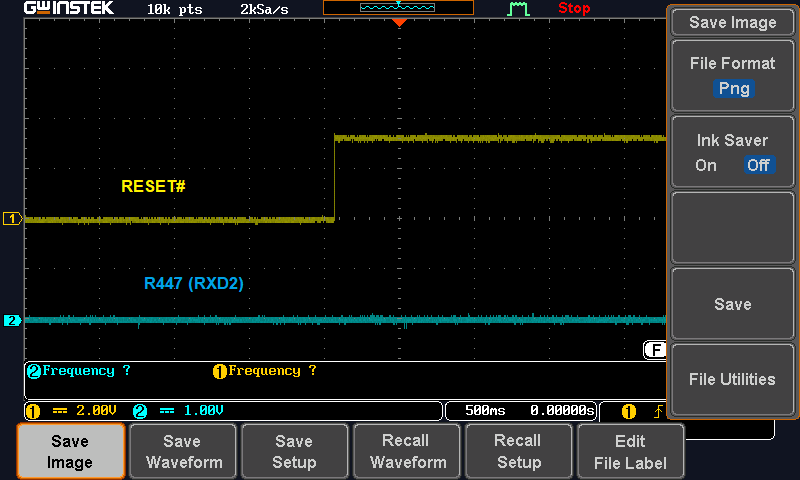 GWINSTEK 10k pts 2kSa/s Stop
Save Image
File Format
Png
Ink Saver
On Off
RESET#
1
R447 (RXD2)
2
Save
F
File Utilities
2 Frequency ? 1 Frequency ?
1 2.00V 2 1.00V 500ms 0.00000s 1
Save Image
Save Waveform
Save Setup
Recall Waveform
Recall Setup
Edit File Label